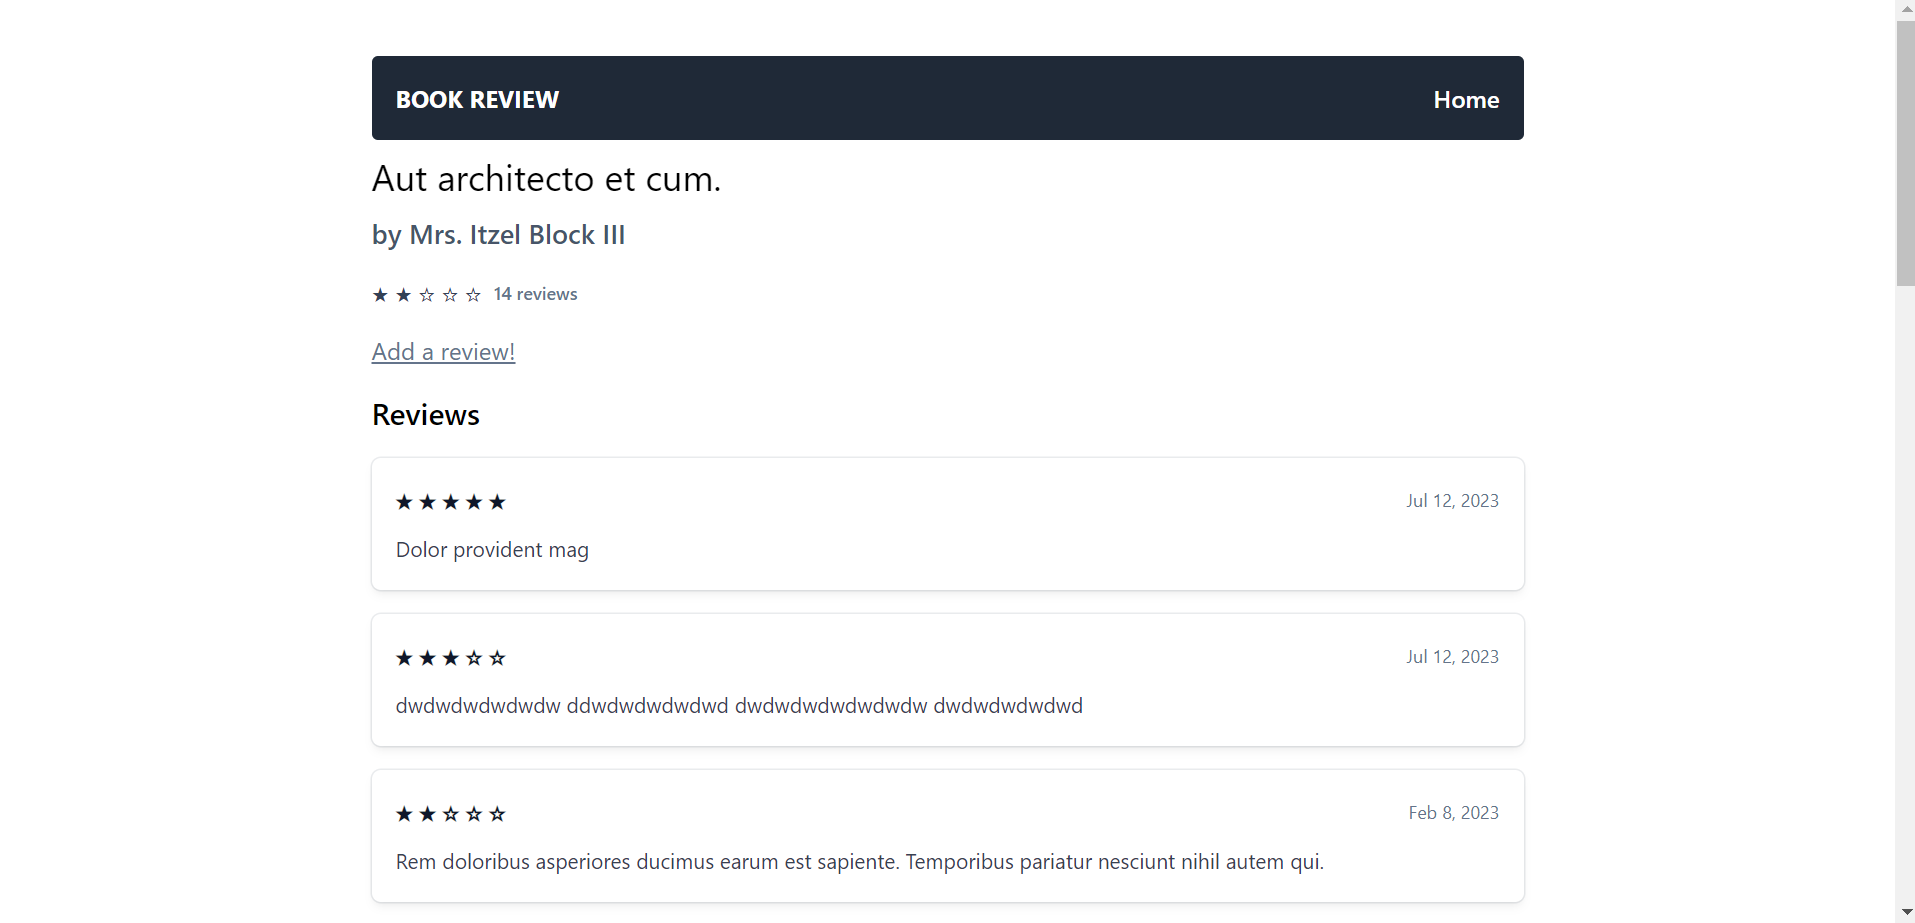 BOOK REVIEW Home
Aut architecto et cum.
by Mrs. Itzel Block III
★ ★ ☆ ☆ ☆ 14 reviews
Add a review!
Reviews
★ ★ ★ ★ ★ Jul 12, 2023
Dolor provident mag
★ ★ ★ ☆ ☆ Jul 12, 2023
dwdwdwdwdwdw ddwdwdwdwdwd dwdwdwdwdwdwdw dwdwdwdwdwd
★ ★ ☆ ☆ ☆ Feb 8, 2023
Rem doloribus asperiores ducimus earum est sapiente. Temporibus pariatur nesciunt nihil autem qui.